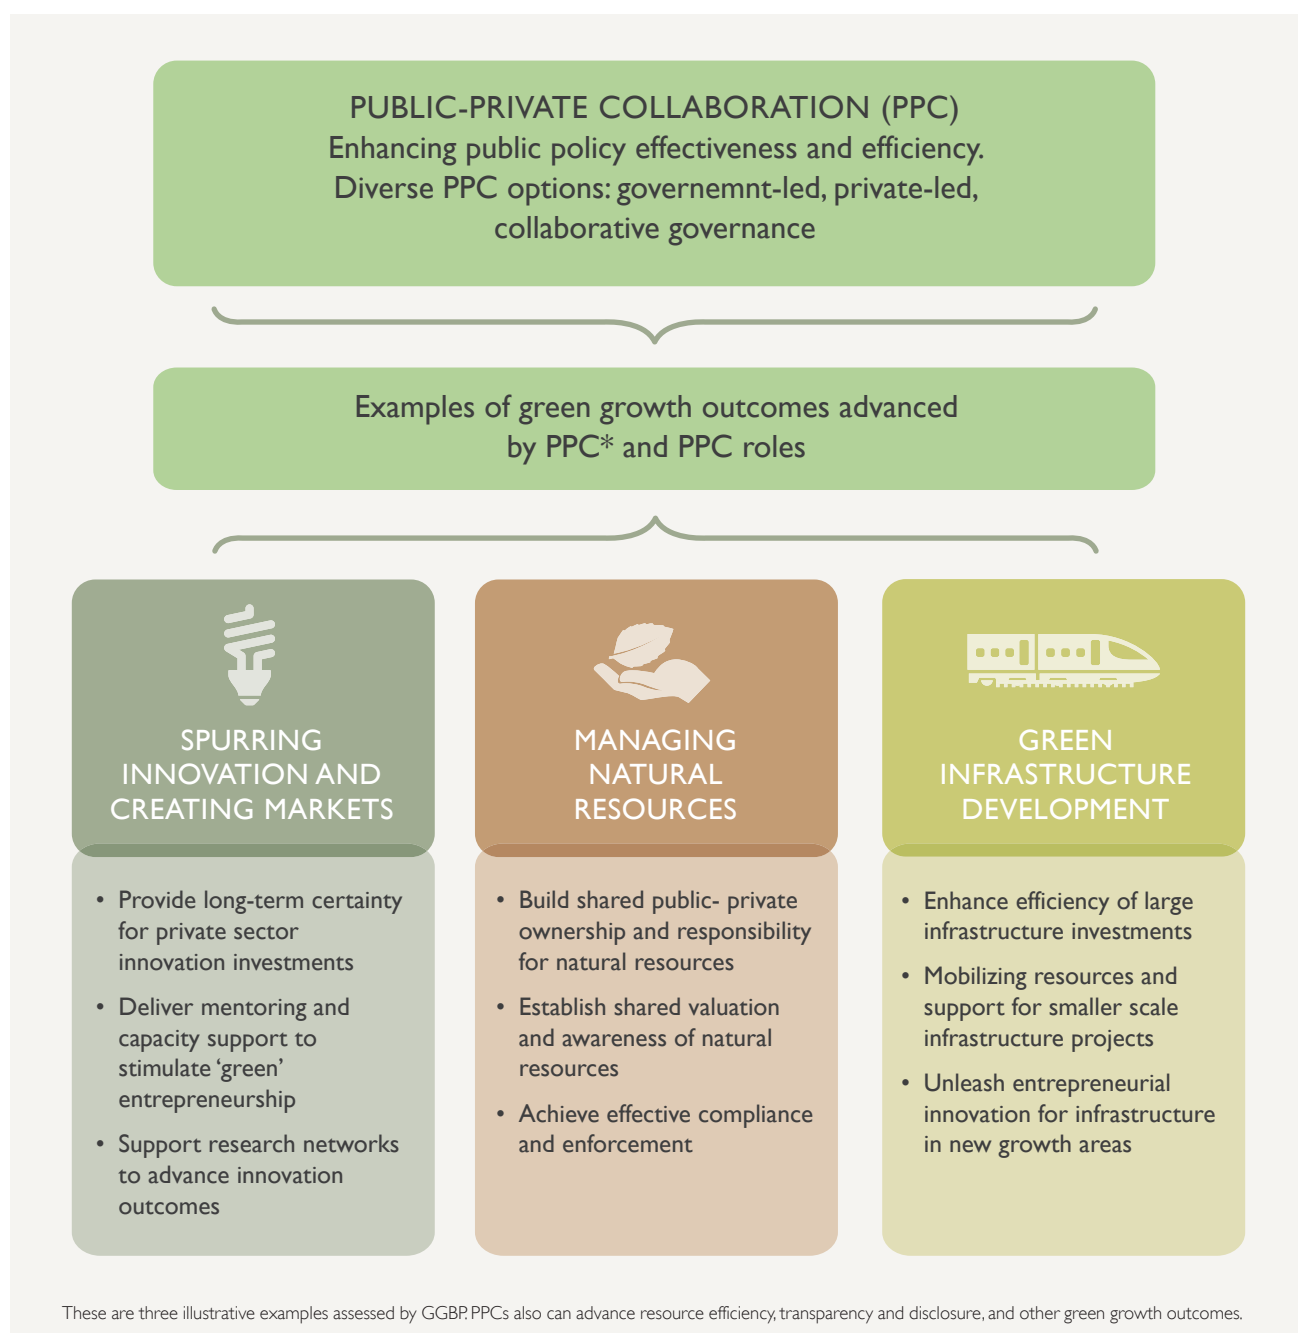 PUBLIC-PRIVATE COLLABORATION (PPC)
Enhancing public policy effectiveness and efficiency.
Diverse PPC options: governemnt-led, private-led,
collaborative governance
Examples of green growth outcomes advanced
by PPC* and PPC roles
SPURRING
INNOVATION AND
CREATING MARKETS
• Provide long-term certainty
for private sector
innovation investments
• Deliver mentoring and
capacity support to
stimulate ‘green’
entrepreneurship
• Support research networks
to advance innovation
outcomes
MANAGING
NATURAL
RESOURCES
• Build shared public- private
ownership and responsibility
for natural resources
• Establish shared valuation
and awareness of natural
resources
• Achieve effective compliance
and enforcement
GREEN
INFRASTRUCTURE
DEVELOPMENT
• Enhance efficiency of large
infrastructure investments
• Mobilizing resources and
support for smaller scale
infrastructure projects
• Unleash entrepreneurial
innovation for infrastructure
in new growth areas
These are three illustrative examples assessed by GGBP. PPCs also can advance resource efficiency, transparency and disclosure, and other green growth outcomes.